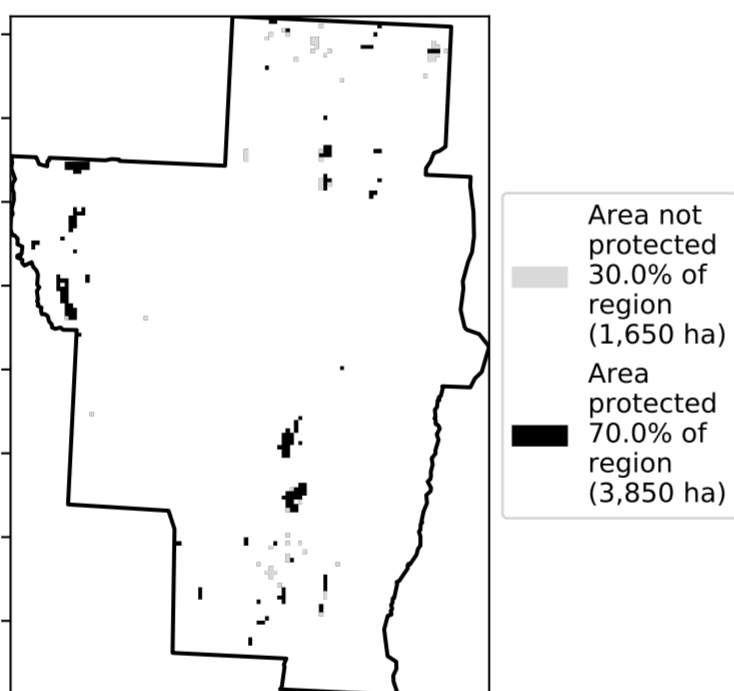 Area not
protected
30.0% of
region
(1,650 ha)
Area
protected
70.0% of
region
(3,850 ha)